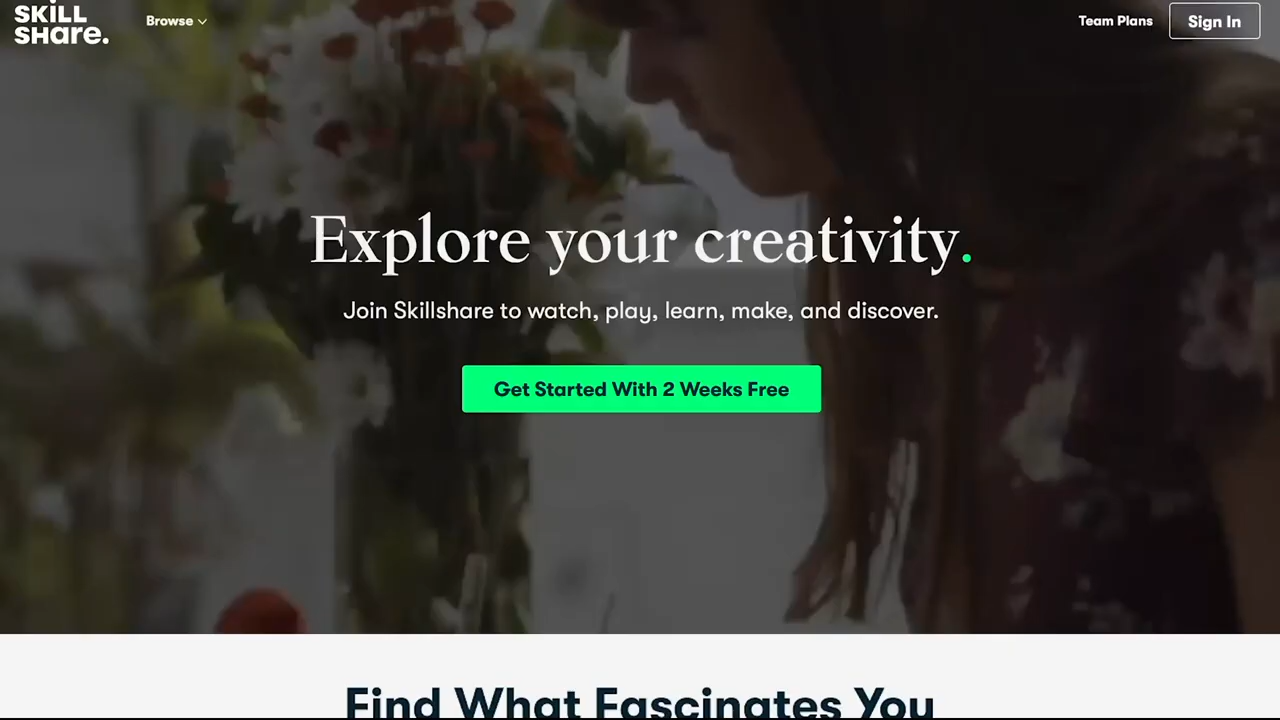 SKILL
SHare.
Browse
Team Plans
Sign In
Explore your creativity.
Join Skillshare to watch, play, learn, make, and discover.
Get Started With 2 Weeks Free
Find What Fascinates You